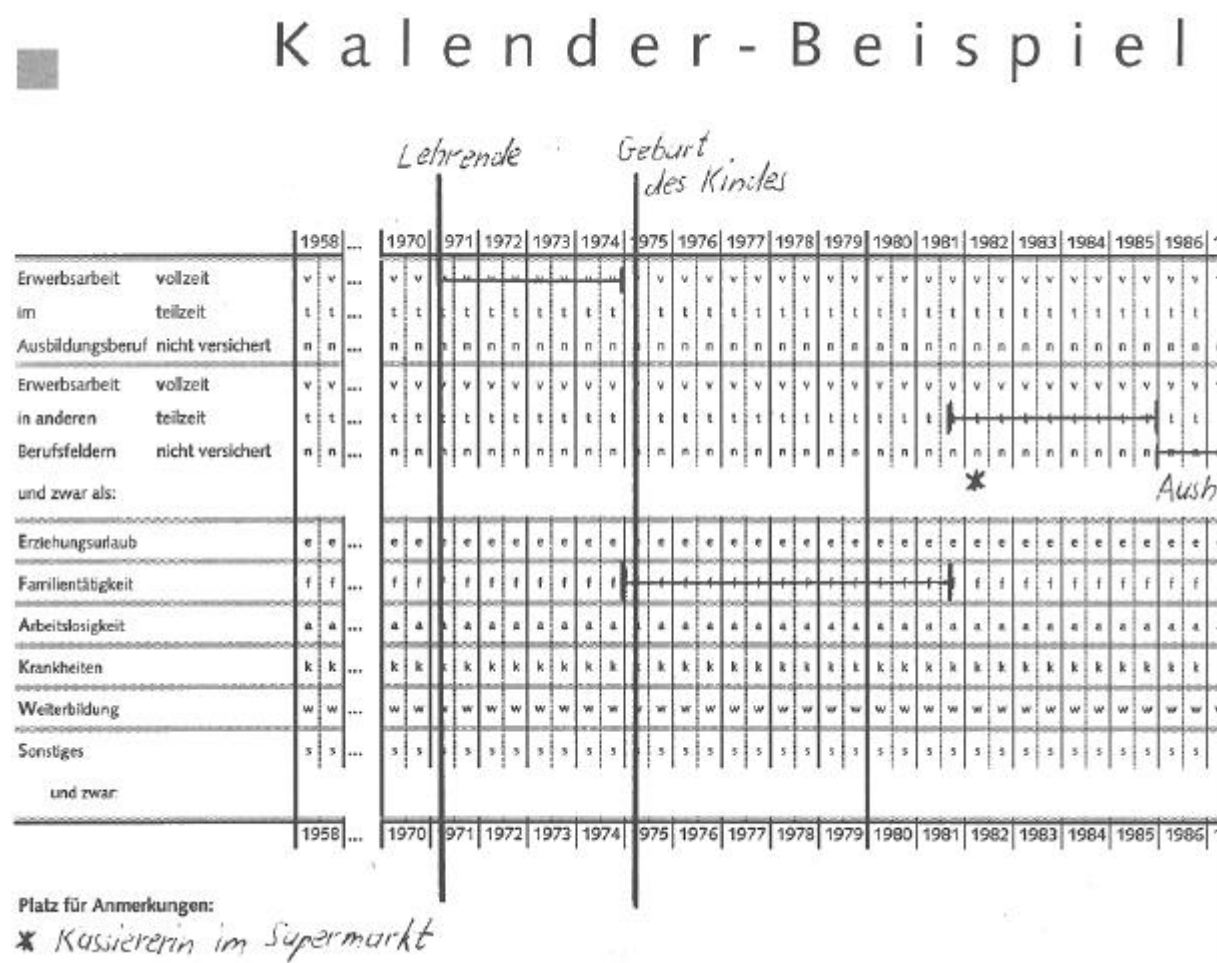 Kalender-Beispiel
Lehrende
Geburt
des Kindes
1958 ... 1970 1971 1972 1973 1974 1975 1976 1977 1978 1979 1980 1981 1982 1983 1984 1985 1986
Erwerbsarbeit vollzeit v v ... v v v v v v v v v v v v v v v v v v v v v v v v
im teilzeit t t ... t t t t t t t t t t t t t t t t t t t t t t t t t t t t t t t t
Ausbildungsberuf nicht versichert n n ... n n n n n n n n n n n n n n n n n n n n n n n n n n n n n n n n
Erwerbsarbeit vollzeit v v ... v v v v v v v v v v v v v v v v v v v v v v v v v v v v v v v v
in anderen teilzeit t t ... t t t t t t t t t t t t t t t t t t t t t t t t
Berufsfeldern nicht versichert n n ... n n n n n n n n n n n n n n n n n n n n n n n n n n n n n n
*
und zwar als: Aush
Erziehungsurlaub e e ... e e e e e e e e e e e e e e e e e e e e e e e e e e e e e e e e
Familientätigkeit f f ... f f f f f f f f f f f f f f f f f f f
Arbeitslosigkeit a a ... a a a a a a a a a a a a a a a a a a a a a a a a a a a a a a a a
Krankheiten k k ... k k k k k k k k k k k k k k k k k k k k k k k k k k k k k k k k
Weiterbildung w w ... w w w w w w w w w w w w w w w w w w w w w w w w w w w w w w w w
Sonstiges s s ... s s s s s s s s s s s s s s s s s s s s s s s s s s s s s s s s
und zwar:
1958 ... 1970 1971 1972 1973 1974 1975 1976 1977 1978 1979 1980 1981 1982 1983 1984 1985 1986
Platz für Anmerkungen:
* Kassiererin im Supermarkt